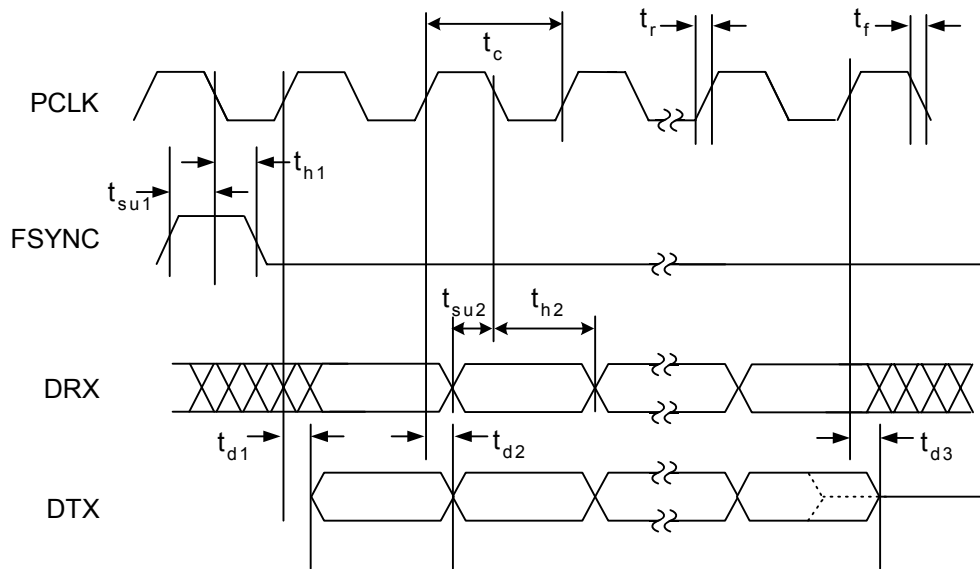 t_r
t_f
t_c
PCLK
t_h1
t_su1
FSYNC
t_su2
t_h2
DRX
t_d1
t_d2
t_d3
DTX